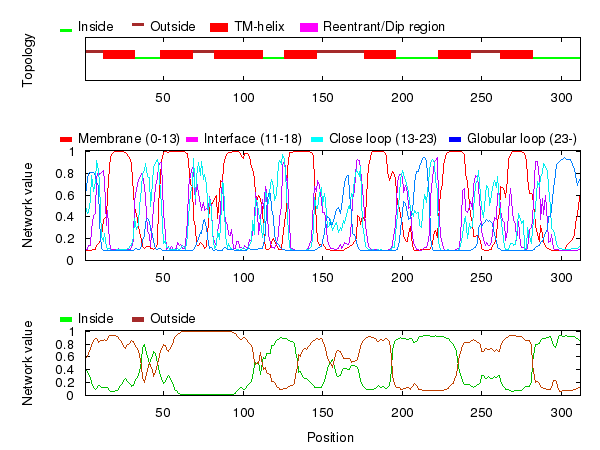 Inside Outside TM-helix Reentrant/Dip region
Topology
50 100 150 200 250 300
Membrane (0-13) Interface (11-18) Close loop (13-23) Globular loop (23-)
Network value
1
0.8
0.6
0.4
0.2
0
50 100 150 200 250 300
Inside Outside
Network value
1
0.8
0.6
0.4
0.2
0
50 100 150 200 250 300
Position